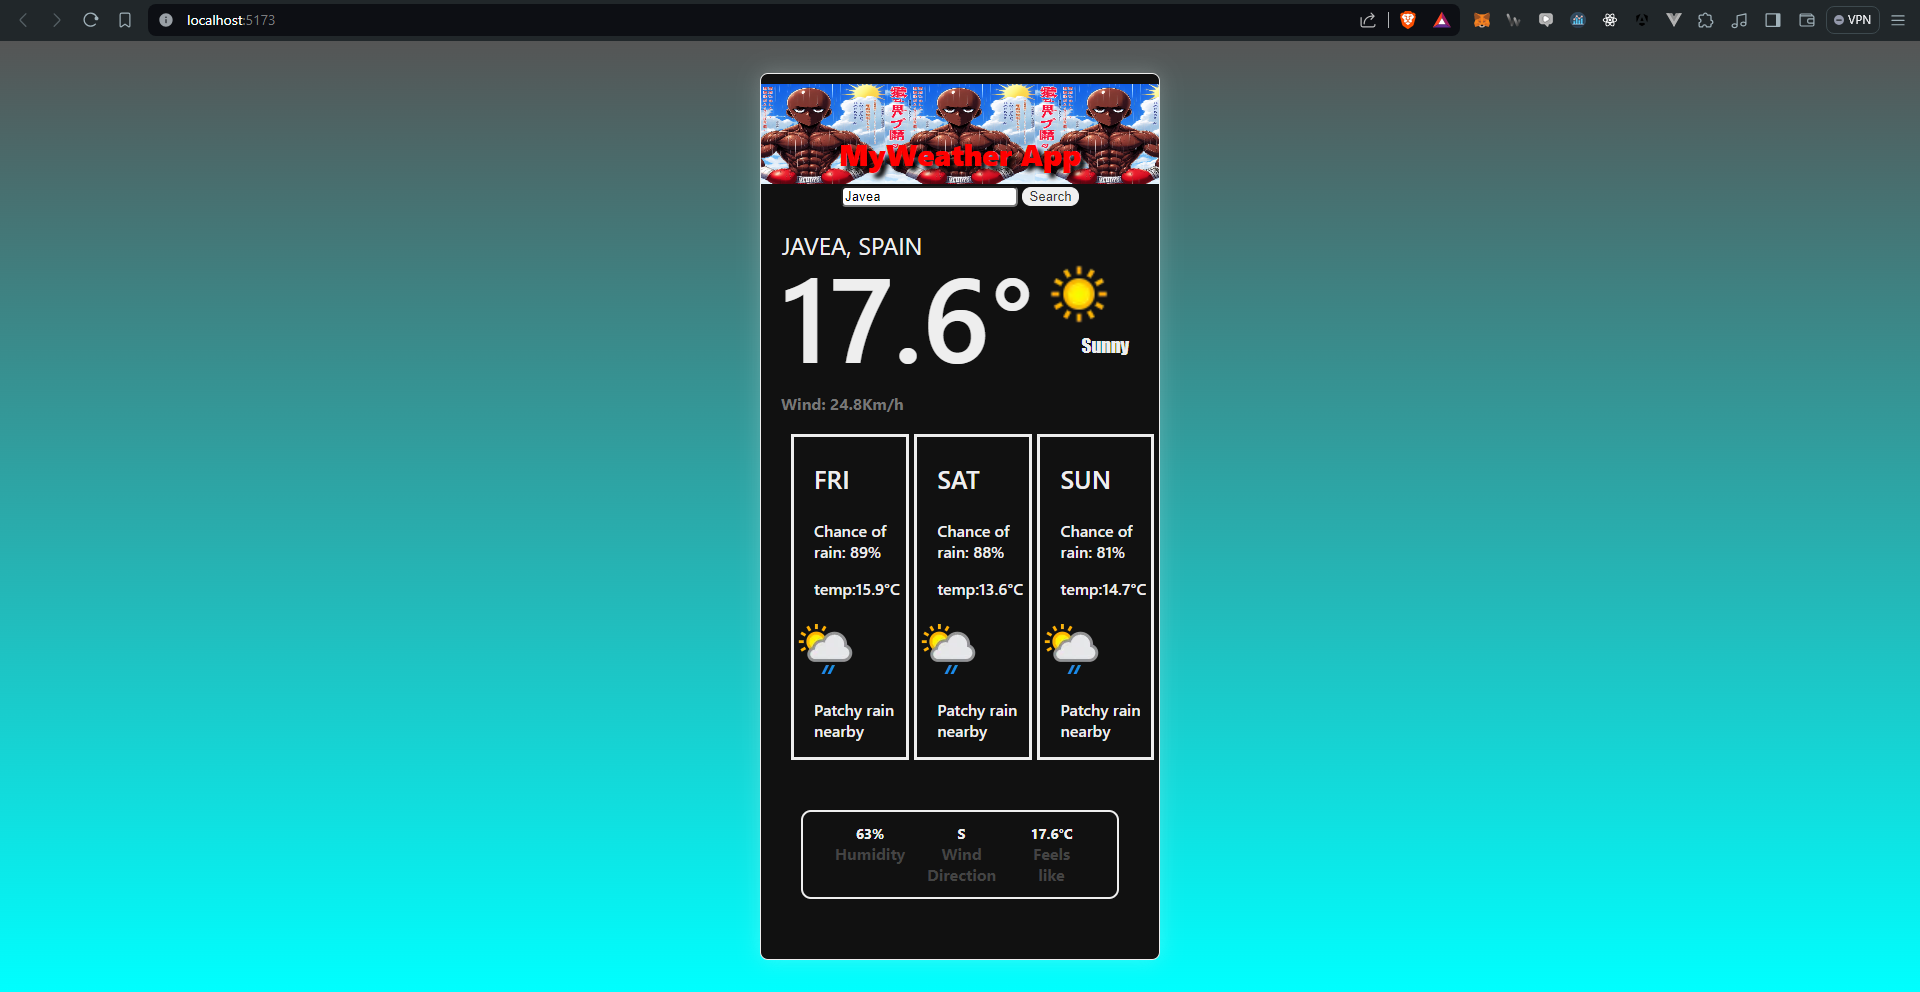 localhost:5173
VPN
MyWeather App
Javea
Search
JAVEA, SPAIN
17.6°
Sunny
Wind: 24.8Km/h
FRI
Chance of
rain: 89%
temp:15.9°C
Patchy rain
nearby
SAT
Chance of
rain: 88%
temp:13.6°C
Patchy rain
nearby
SUN
Chance of
rain: 81%
temp:14.7°C
Patchy rain
nearby
63%
Humidity
S
Wind
Direction
17.6°C
Feels
like